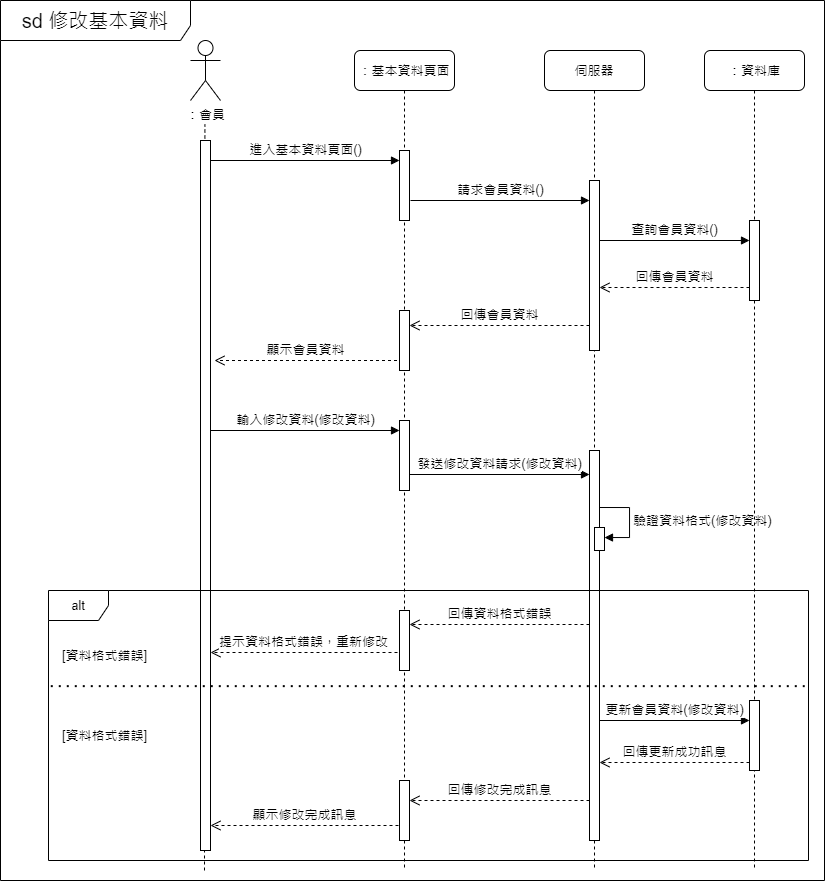 sd 修改基本資料
：會員
：基本資料頁面
伺服器
：資料庫
進入基本資料頁面()
請求會員資料()
查詢會員資料()
回傳會員資料
回傳會員資料
顯示會員資料
輸入修改資料(修改資料)
發送修改資料請求(修改資料)
驗證資料格式(修改資料)
alt
回傳資料格式錯誤
提示資料格式錯誤，重新修改
[資料格式錯誤]
更新會員資料(修改資料)
[資料格式錯誤]
回傳更新成功訊息
回傳修改完成訊息
顯示修改完成訊息